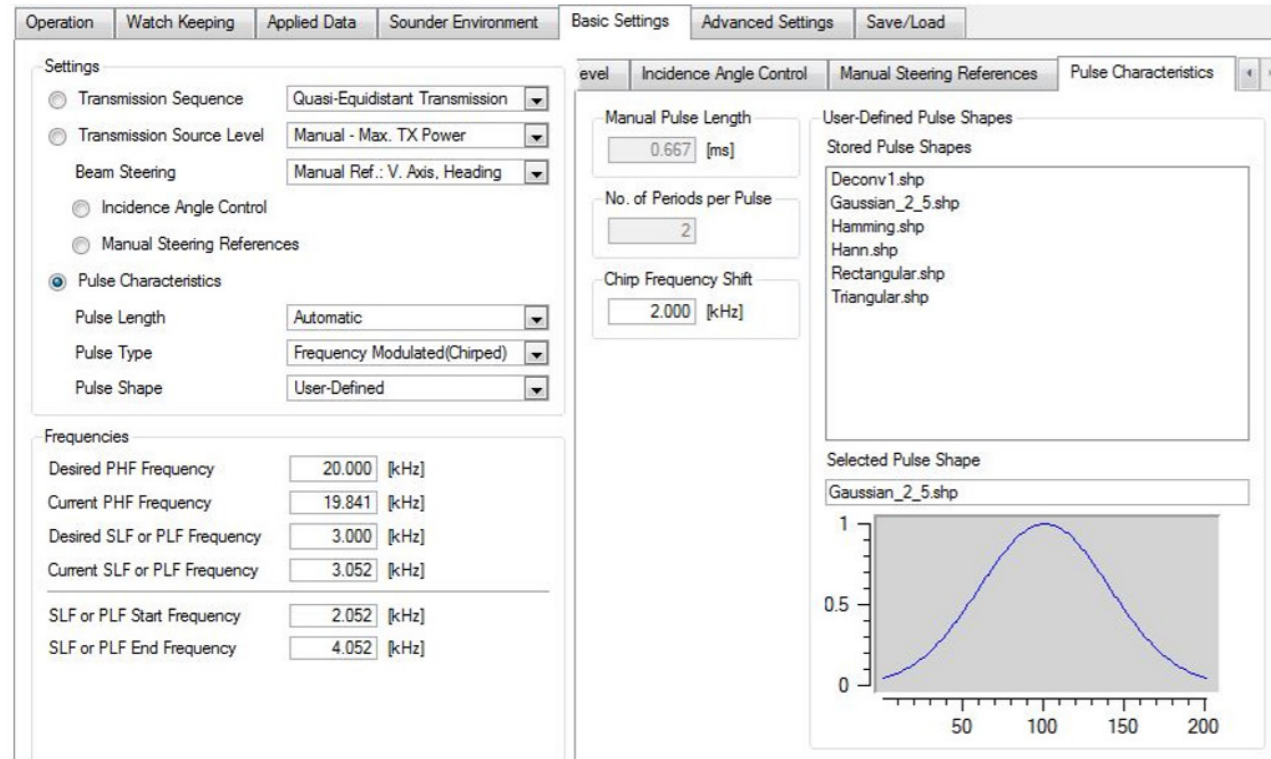 Operation Watch Keeping Applied Data Sounder Environment Basic Settings Advanced Settings Save/Load
Settings
Transmission Sequence Quasi-Equidistant Transmission
Transmission Source Level Manual - Max. TX Power
Beam Steering Manual Ref.: V. Axis, Heading
Incidence Angle Control
Manual Steering References
Pulse Characteristics
Pulse Length Automatic
Pulse Type Frequency Modulated(Chirped)
Pulse Shape User-Defined
Frequencies
Desired PHF Frequency 20.000 [kHz]
Current PHF Frequency 19.841 [kHz]
Desired SLF or PLF Frequency 3.000 [kHz]
Current SLF or PLF Frequency 3.052 [kHz]
SLF or PLF Start Frequency 2.052 [kHz]
SLF or PLF End Frequency 4.052 [kHz]
evel Incidence Angle Control Manual Steering References Pulse Characteristics
Manual Pulse Length
0.667 [ms]
No. of Periods per Pulse
2
Chirp Frequency Shift
2.000 [kHz]
User-Defined Pulse Shapes
Stored Pulse Shapes
Deconv1.shp
Gaussian_2_5.shp
Hamming.shp
Hann.shp
Rectangular.shp
Triangular.shp
Selected Pulse Shape
Gaussian_2_5.shp
1
0.5
0
50 100 150 200